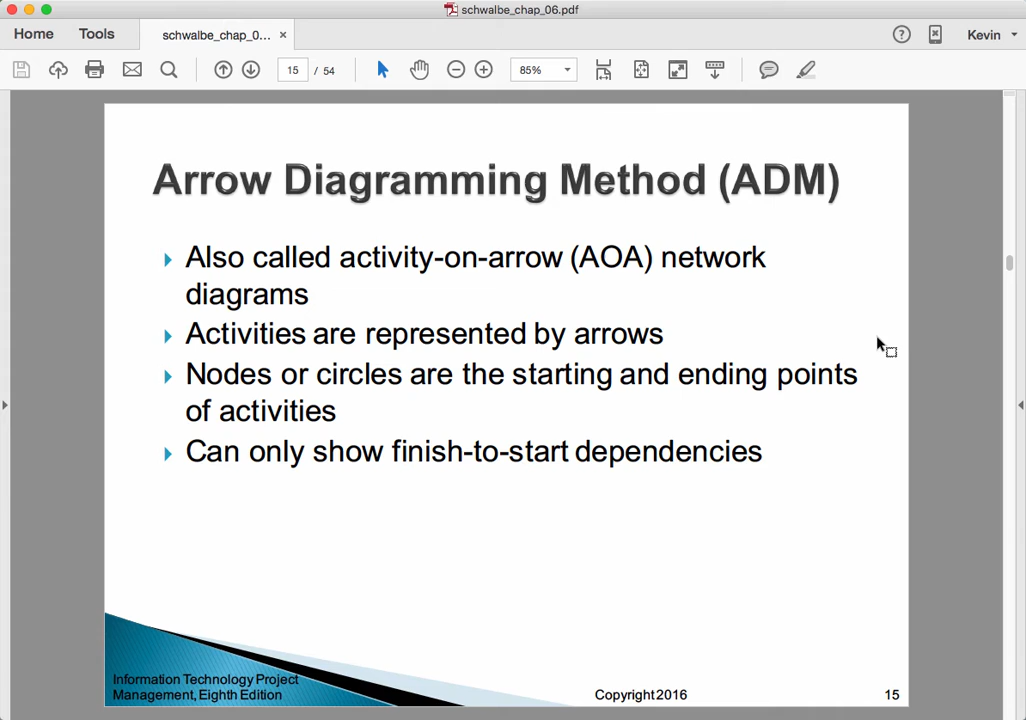 schwalbe_chap_06.pdf
Home Tools schwalbe_chap_0... × Kevin
15 / 54 85%
Arrow Diagramming Method (ADM)
Also called activity-on-arrow (AOA) network
diagrams
Activities are represented by arrows
Nodes or circles are the starting and ending points
of activities
Can only show finish-to-start dependencies
Information Technology Project
Management, Eighth Edition
Copyright 2016
15